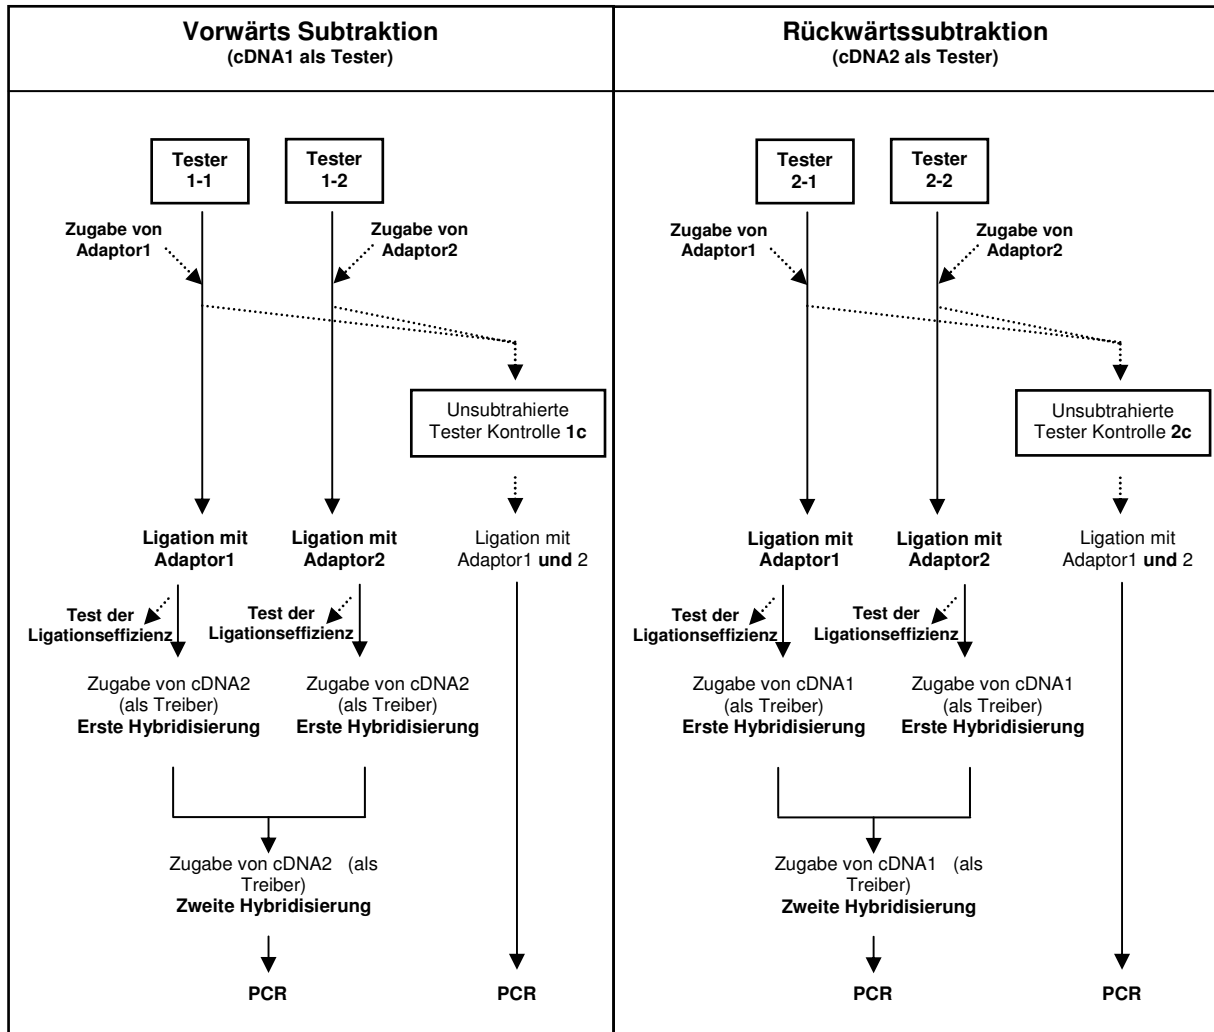 Vorwärts Subtraktion
(cDNA1 als Tester)
Tester
1-1
Tester
1-2
Zugabe von
Adaptor1
Zugabe von
Adaptor2
Unsubtrahierte
Tester Kontrolle 1c
Ligation mit
Adaptor1
Ligation mit
Adaptor2
Ligation mit
Adaptor1 und 2
Test der
Ligationseffizienz
Test der
Ligationseffizienz
Zugabe von cDNA2
(als Treiber)
Erste Hybridisierung
Zugabe von cDNA2
(als Treiber)
Erste Hybridisierung
Zugabe von cDNA2 (als
Treiber)
Zweite Hybridisierung
PCR
PCR
Rückwärtssubtraktion
(cDNA2 als Tester)
Tester
2-1
Tester
2-2
Zugabe von
Adaptor1
Zugabe von
Adaptor2
Unsubtrahierte
Tester Kontrolle 2c
Ligation mit
Adaptor1
Ligation mit
Adaptor2
Ligation mit
Adaptor1 und 2
Test der
Ligationseffizienz
Test der
Ligationseffizienz
Zugabe von cDNA1
(als Treiber)
Erste Hybridisierung
Zugabe von cDNA1
(als Treiber)
Erste Hybridisierung
Zugabe von cDNA1 (als
Treiber)
Zweite Hybridisierung
PCR
PCR